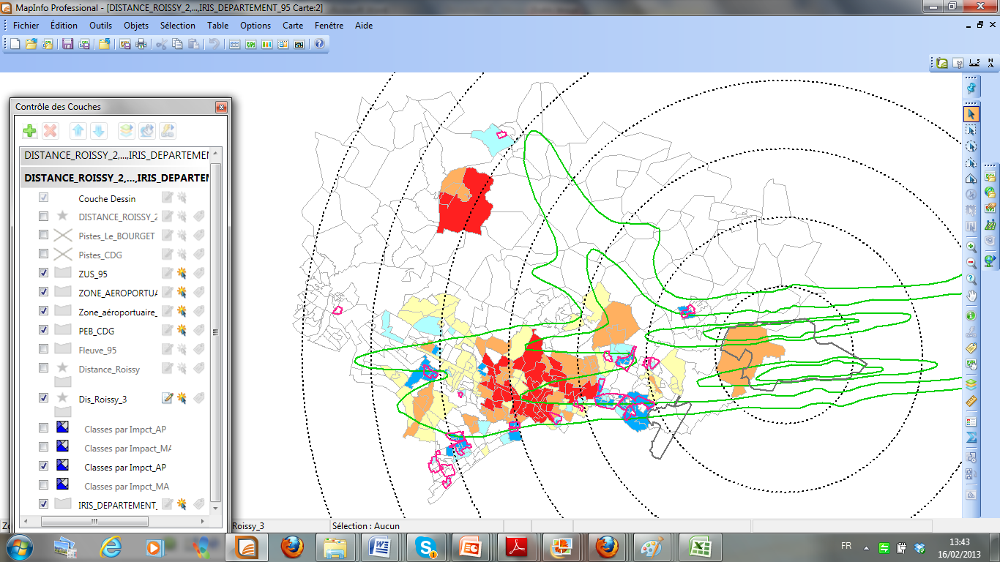 MapInfo Professional - [DISTANCE_ROISSY_2,...,IRIS_DEPARTEMENT_95 Carte:2]
Fichier Édition Outils Objets Sélection Table Options Carte Fenêtre Aide
Contrôle des Couches
DISTANCE_ROISSY_2,...,IRIS_DEPARTEMEN
DISTANCE_ROISSY_2,...,IRIS_DEPARTEM
Couche Dessin
DISTANCE_ROISSY_2
Pistes_Le_BOURGET
Pistes_CDG
ZUS_95
ZONE_AEROPORTUA
Zone_aéroportuaire_
PEB_CDG
Fleuve_95
Distance_Roissy
Dis_Roissy_3
Classes par Impct_AP
Classes par Impact_MA
Classes par Impct_AP
Classes par Impct_MA
IRIS_DEPARTEMENT_
Zo Roissy_3 Sélection : Aucun
FR 13:43
16/02/2013